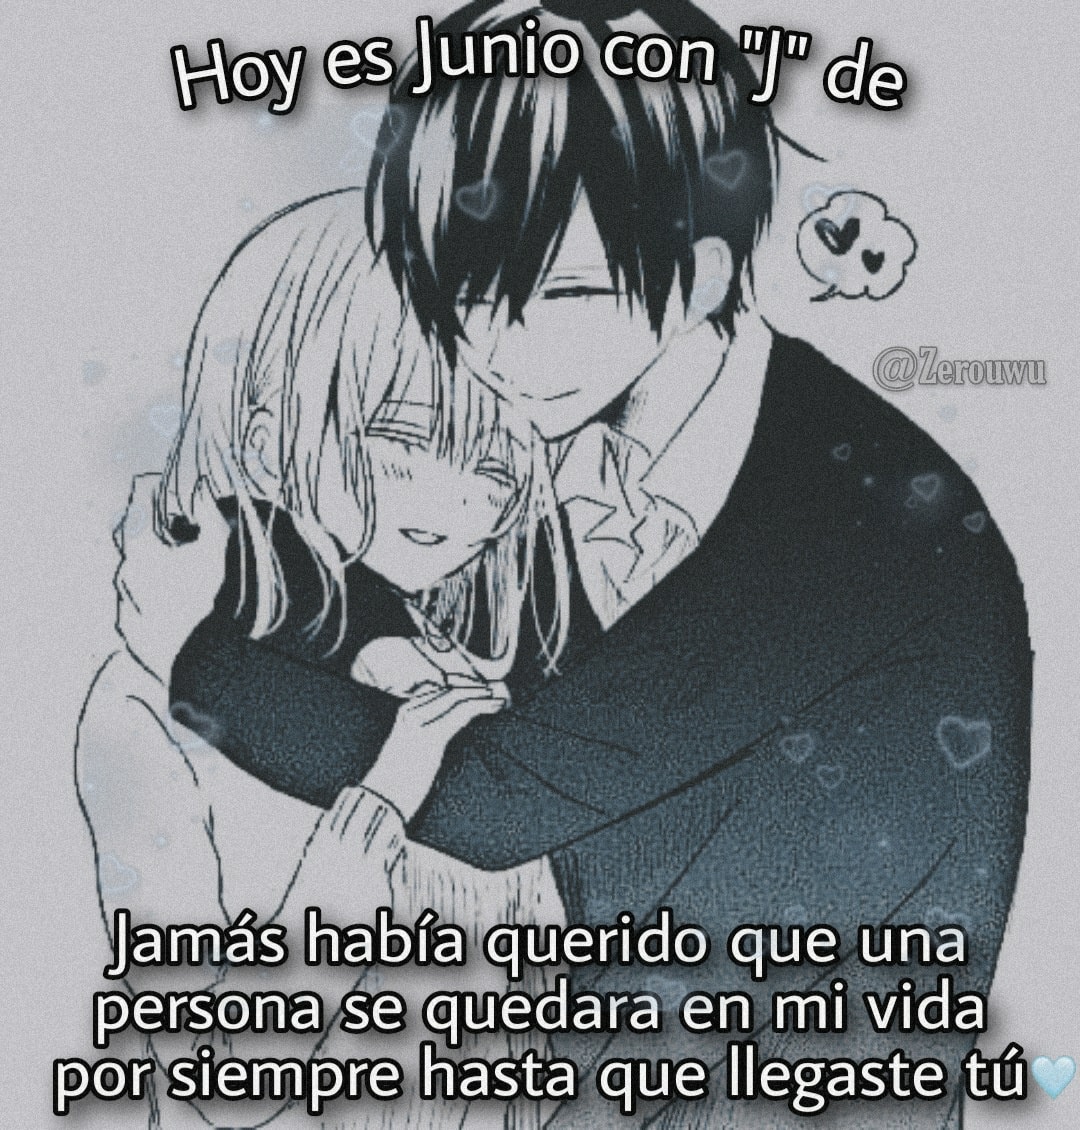 Hoy es Junio con "J" de
@Zerouwu
Jamás había querido que una
persona se quedara en mi vida
por siempre hasta que llegaste tú🩵